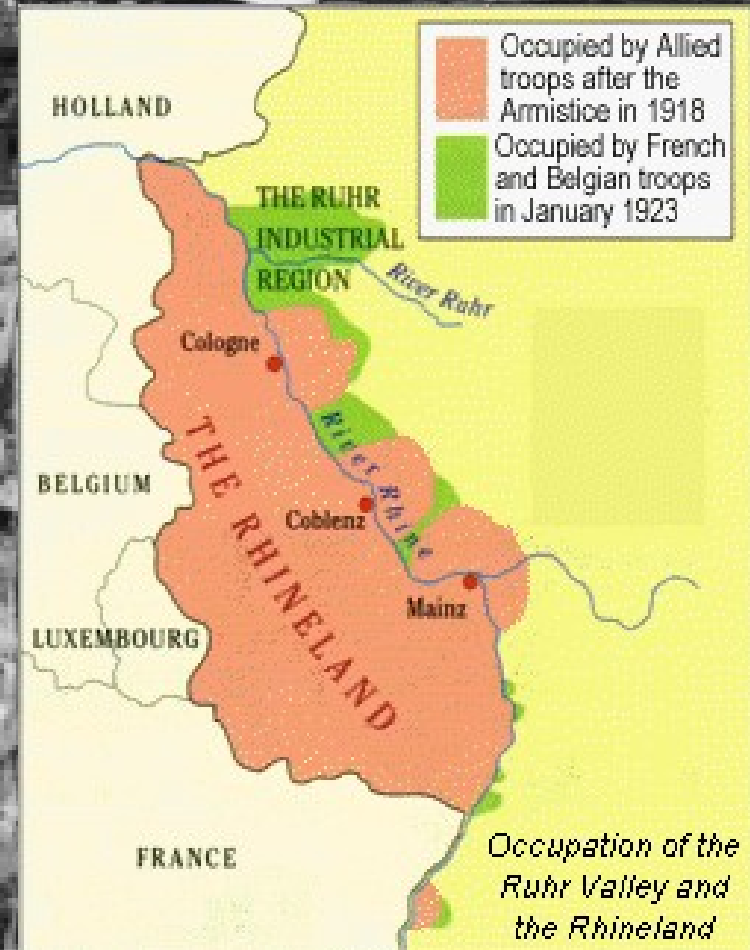 Occupied by Allied
troops after the
Armistice in 1918
Occupied by French
and Belgian troops
in January 1923
HOLLAND
THE RUHR
INDUSTRIAL
REGION
River Ruhr
Cologne
River Rhine
BELGIUM
THE RHINELAND
Coblenz
Mainz
LUXEMBOURG
FRANCE
Occupation of the
Ruhr Valley and
the Rhineland